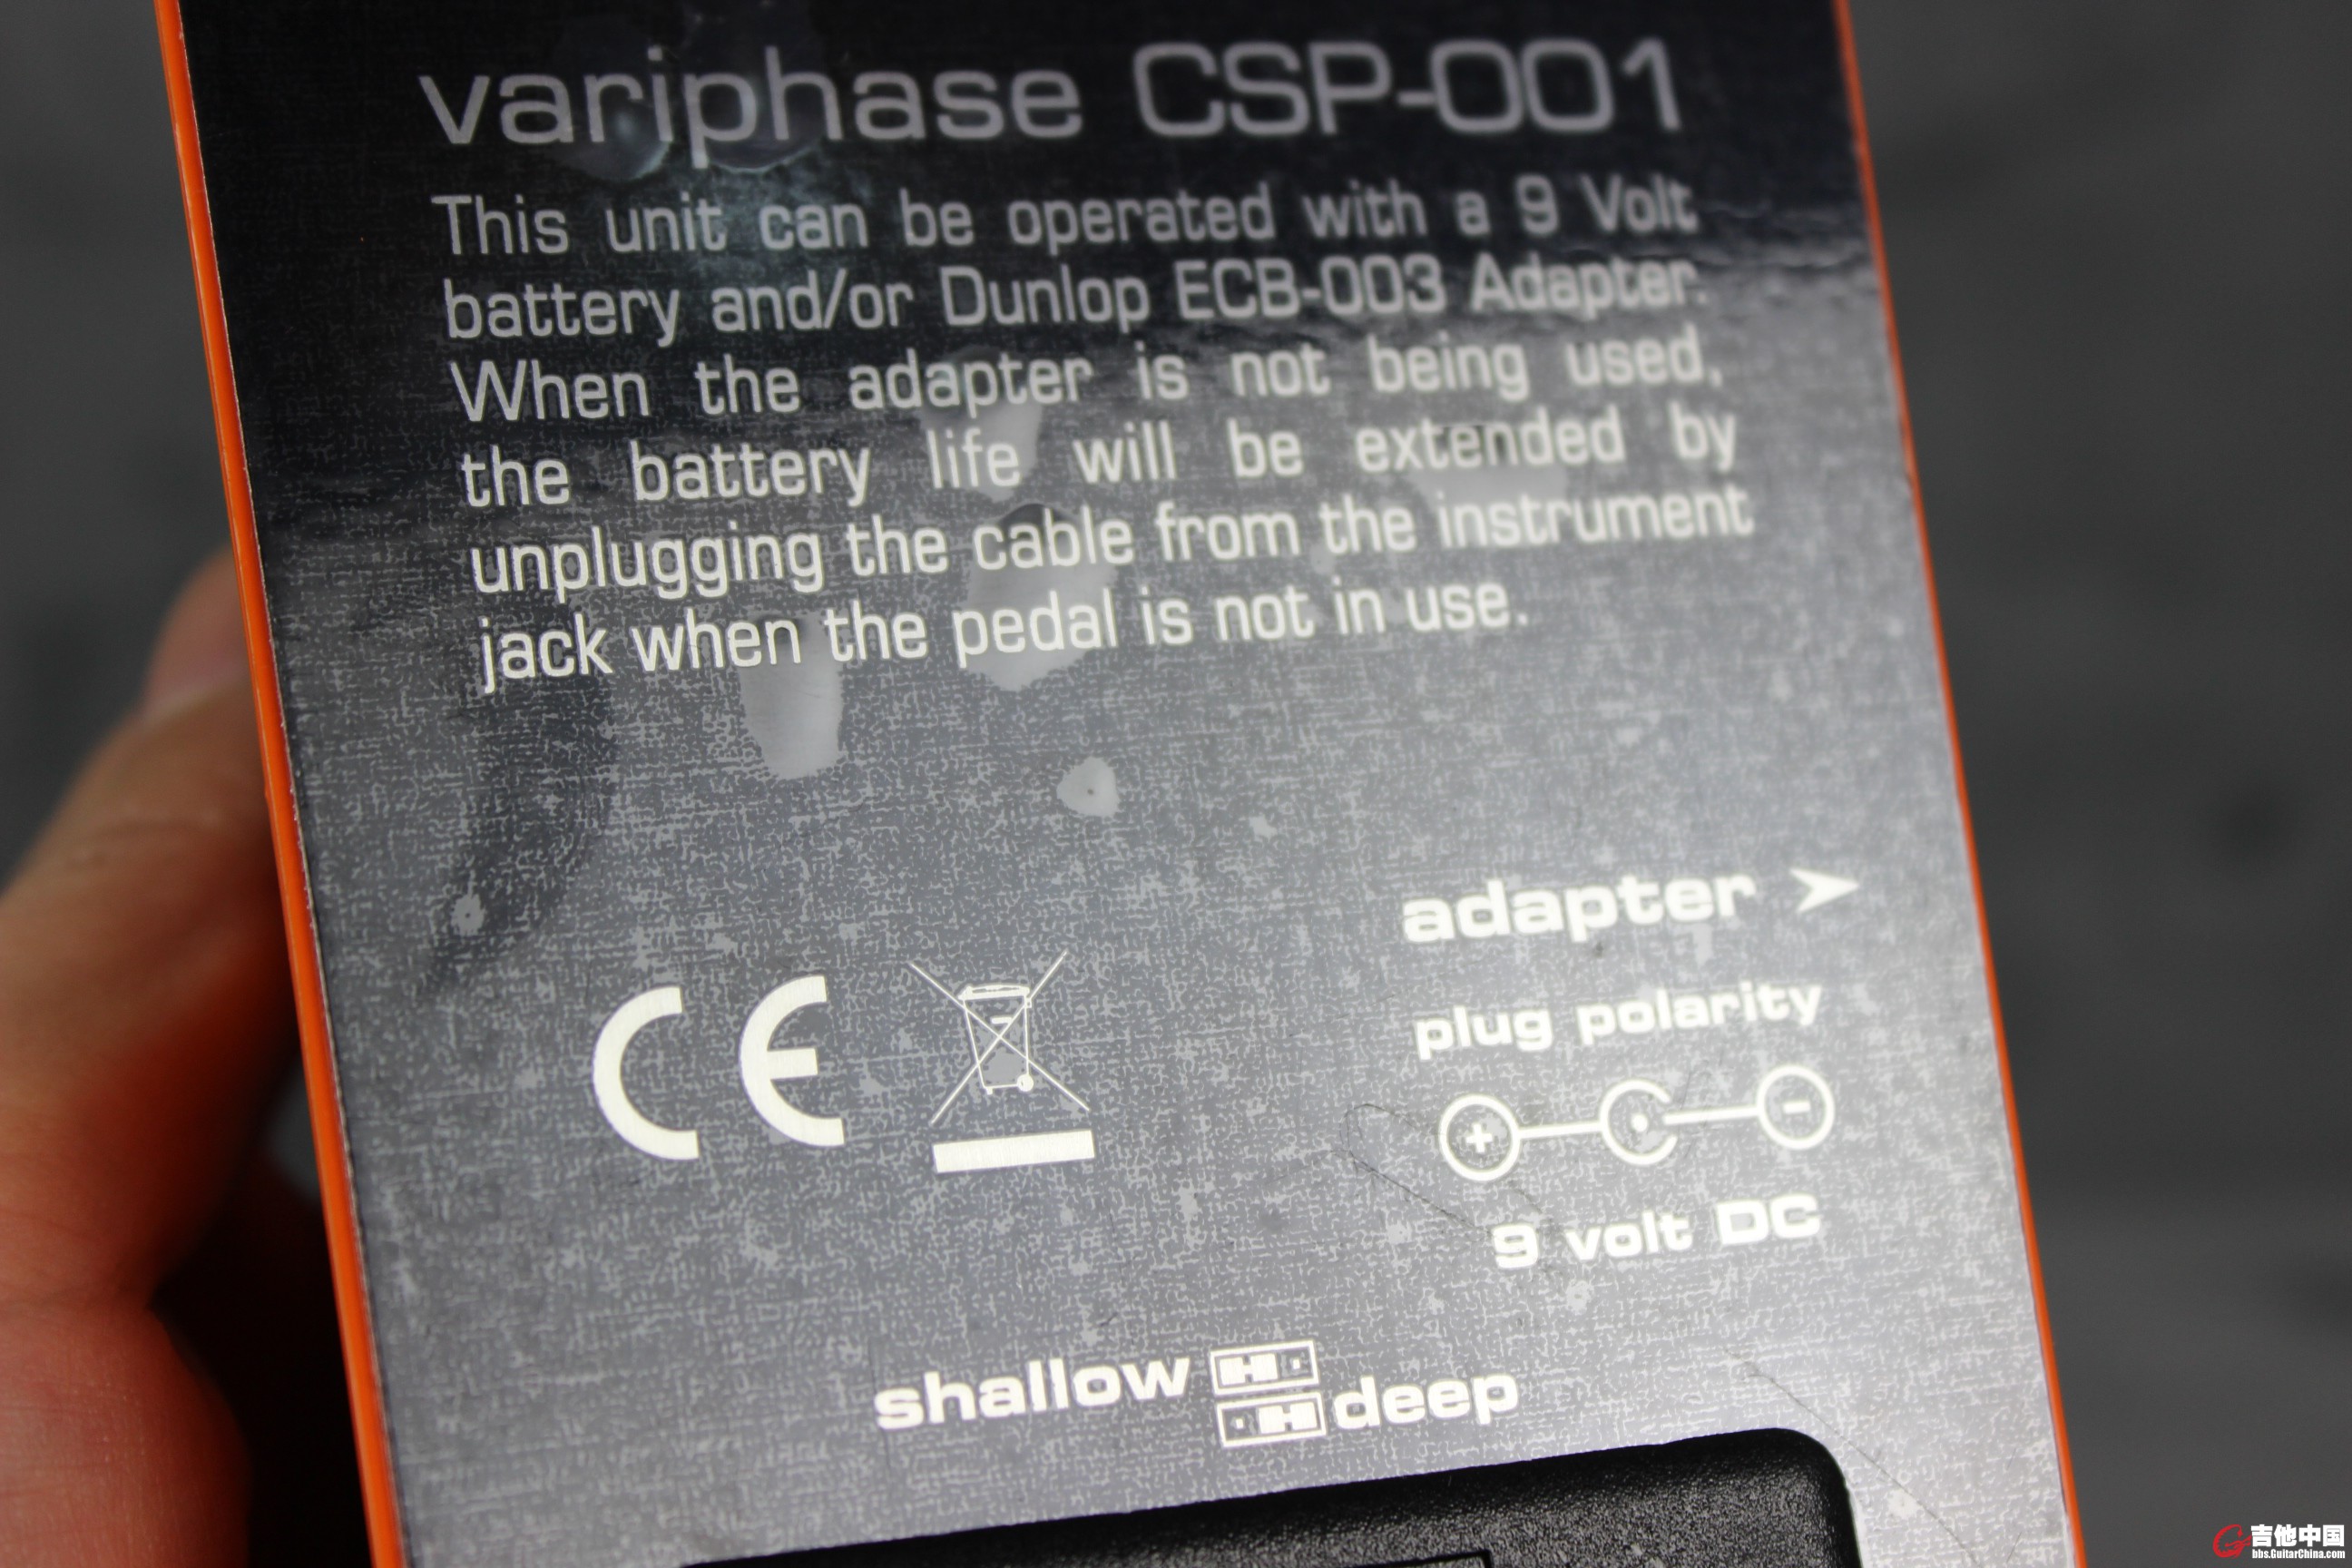 variphase CSP-001
This unit can be operated with a 9 Volt
battery and/or Dunlop ECB-003 Adapter.
When the adapter is not being used,
the battery life will be extended by
unplugging the cable from the instrument
jack when the pedal is not in use.
adapter
plug polarity
CE
+ -
9 volt DC
shallow
deep
吉他中国
bbs.GuitarChina.com